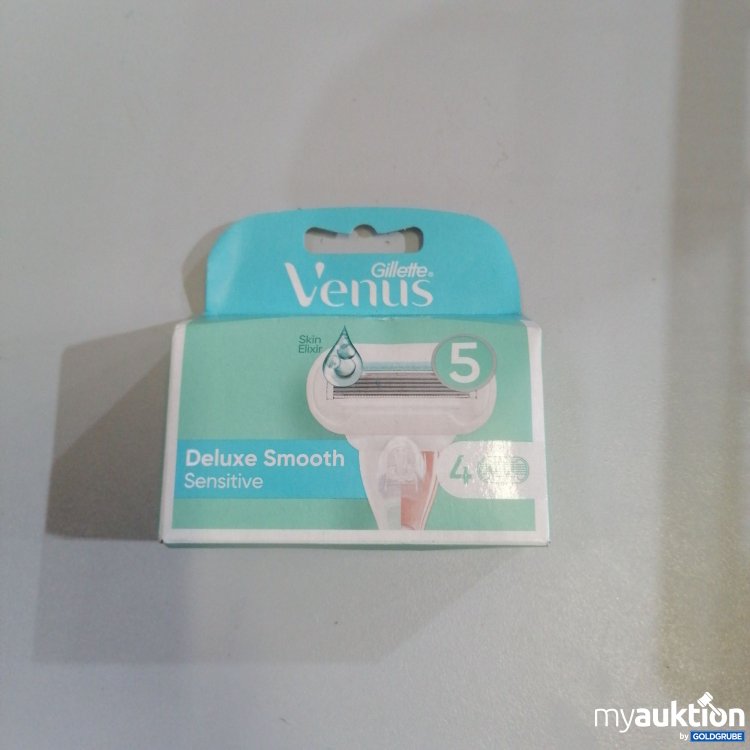 Gillette®
Venus
Skin
Elixir
5
Deluxe Smooth
Sensitive
4
myauktion
by GOLDGRUBE